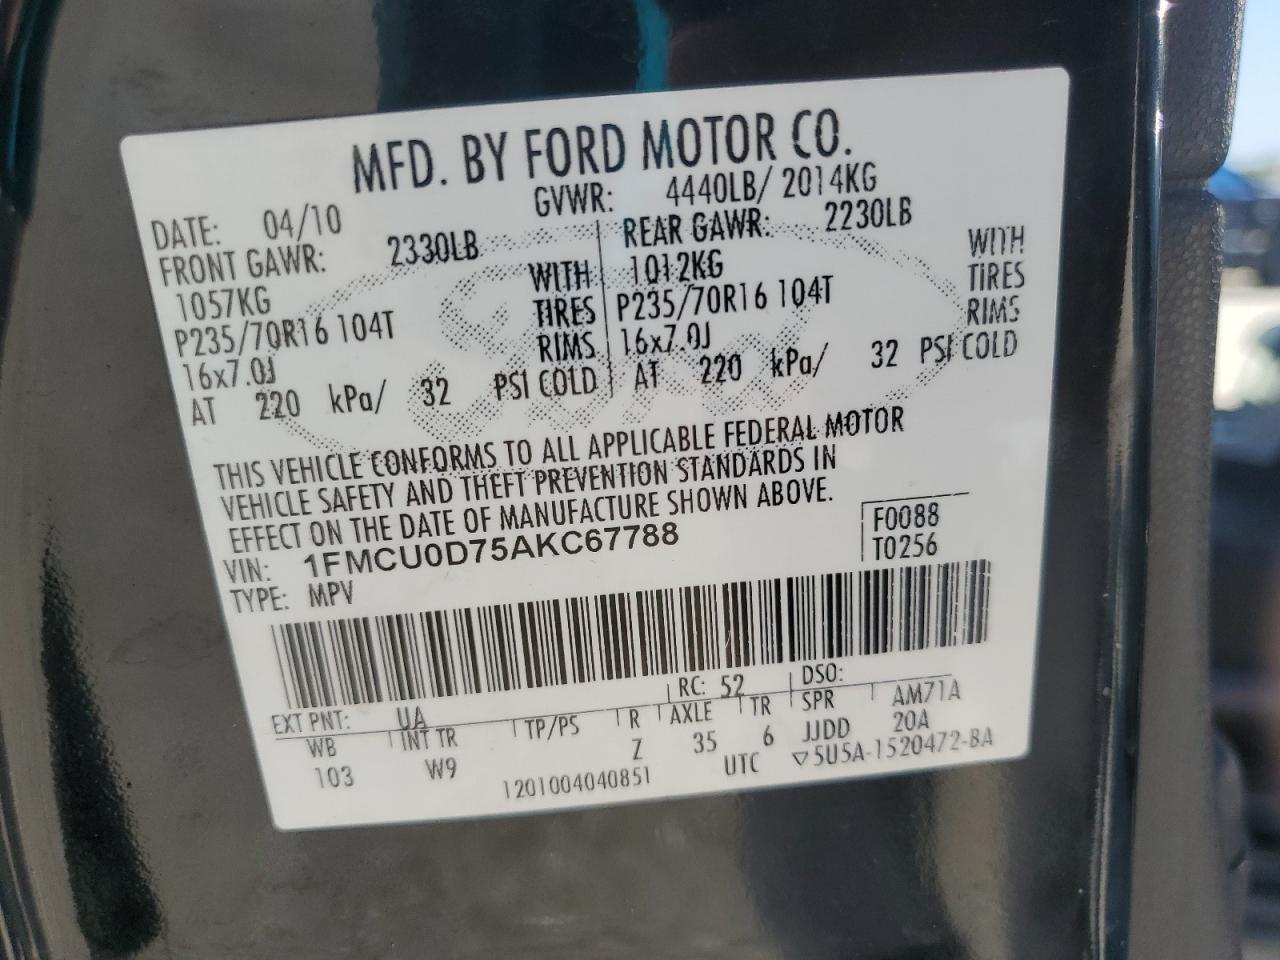 MFD. BY FORD MOTOR CO.
DATE: 04/10 GVWR: 4440LB/ 2014KG
FRONT GAWR: 2330LB REAR GAWR: 2230LB
1057KG WITH 1012KG WITH
P235/70R16 104T TIRES P235/70R16 104T TIRES
16x7.0J RIMS 16x7.0J RIMS
AT 220 kPa/ 32 PSI COLD AT 220 kPa/ 32 PSI COLD
THIS VEHICLE CONFORMS TO ALL APPLICABLE FEDERAL MOTOR
VEHICLE SAFETY AND THEFT PREVENTION STANDARDS IN
EFFECT ON THE DATE OF MANUFACTURE SHOWN ABOVE.
VIN: 1FMCU0D75AKC67788 F0088
TYPE: MPV T0256
EXT PNT: UA RC: 52 DSO:
WB INT TR TP/PS R AXLE TR SPR AM71A
103 W9 Z 35 6 JJDD 20A
1201004040851 UTC ▽5U5A-1520472-BA